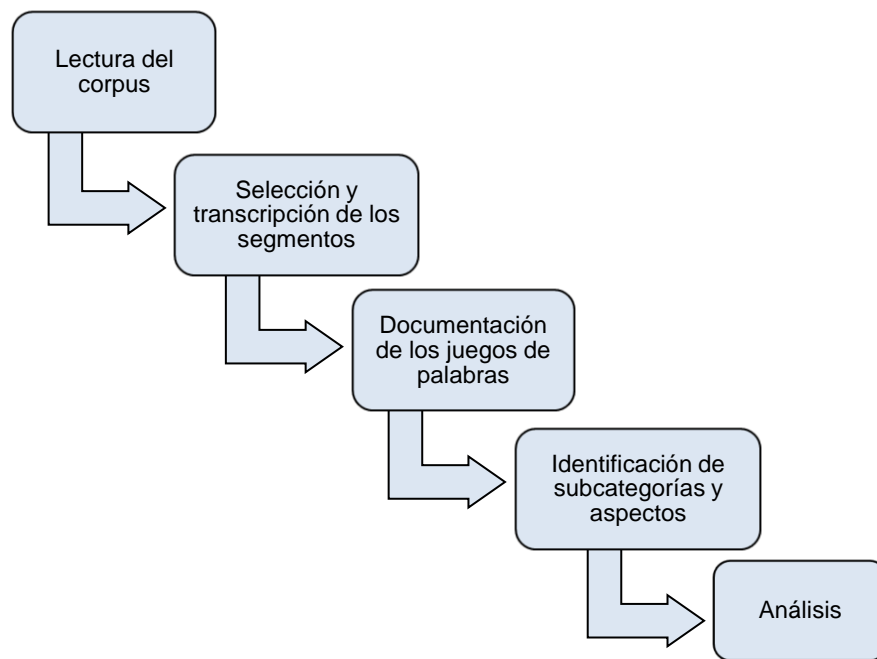 Lectura del
corpus
Selección y
transcripción de los
segmentos
Documentación
de los juegos de
palabras
Identificación de
subcategorías y
aspectos
Análisis